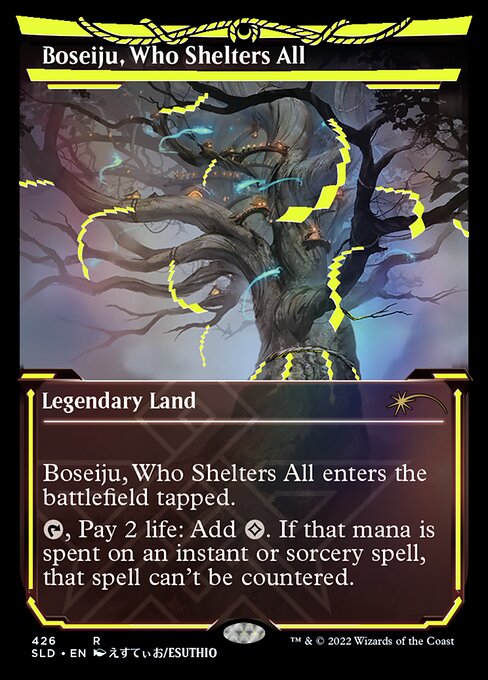 Boseiju, Who Shelters All
Legendary Land
Boseiju, Who Shelters All enters the
battlefield tapped.
, Pay 2 life: Add . If that mana is
spent on an instant or sorcery spell,
that spell can't be countered.
426 R
SLD • EN えすてぃお/ESUTHIO
™ & © 2022 Wizards of the Coast